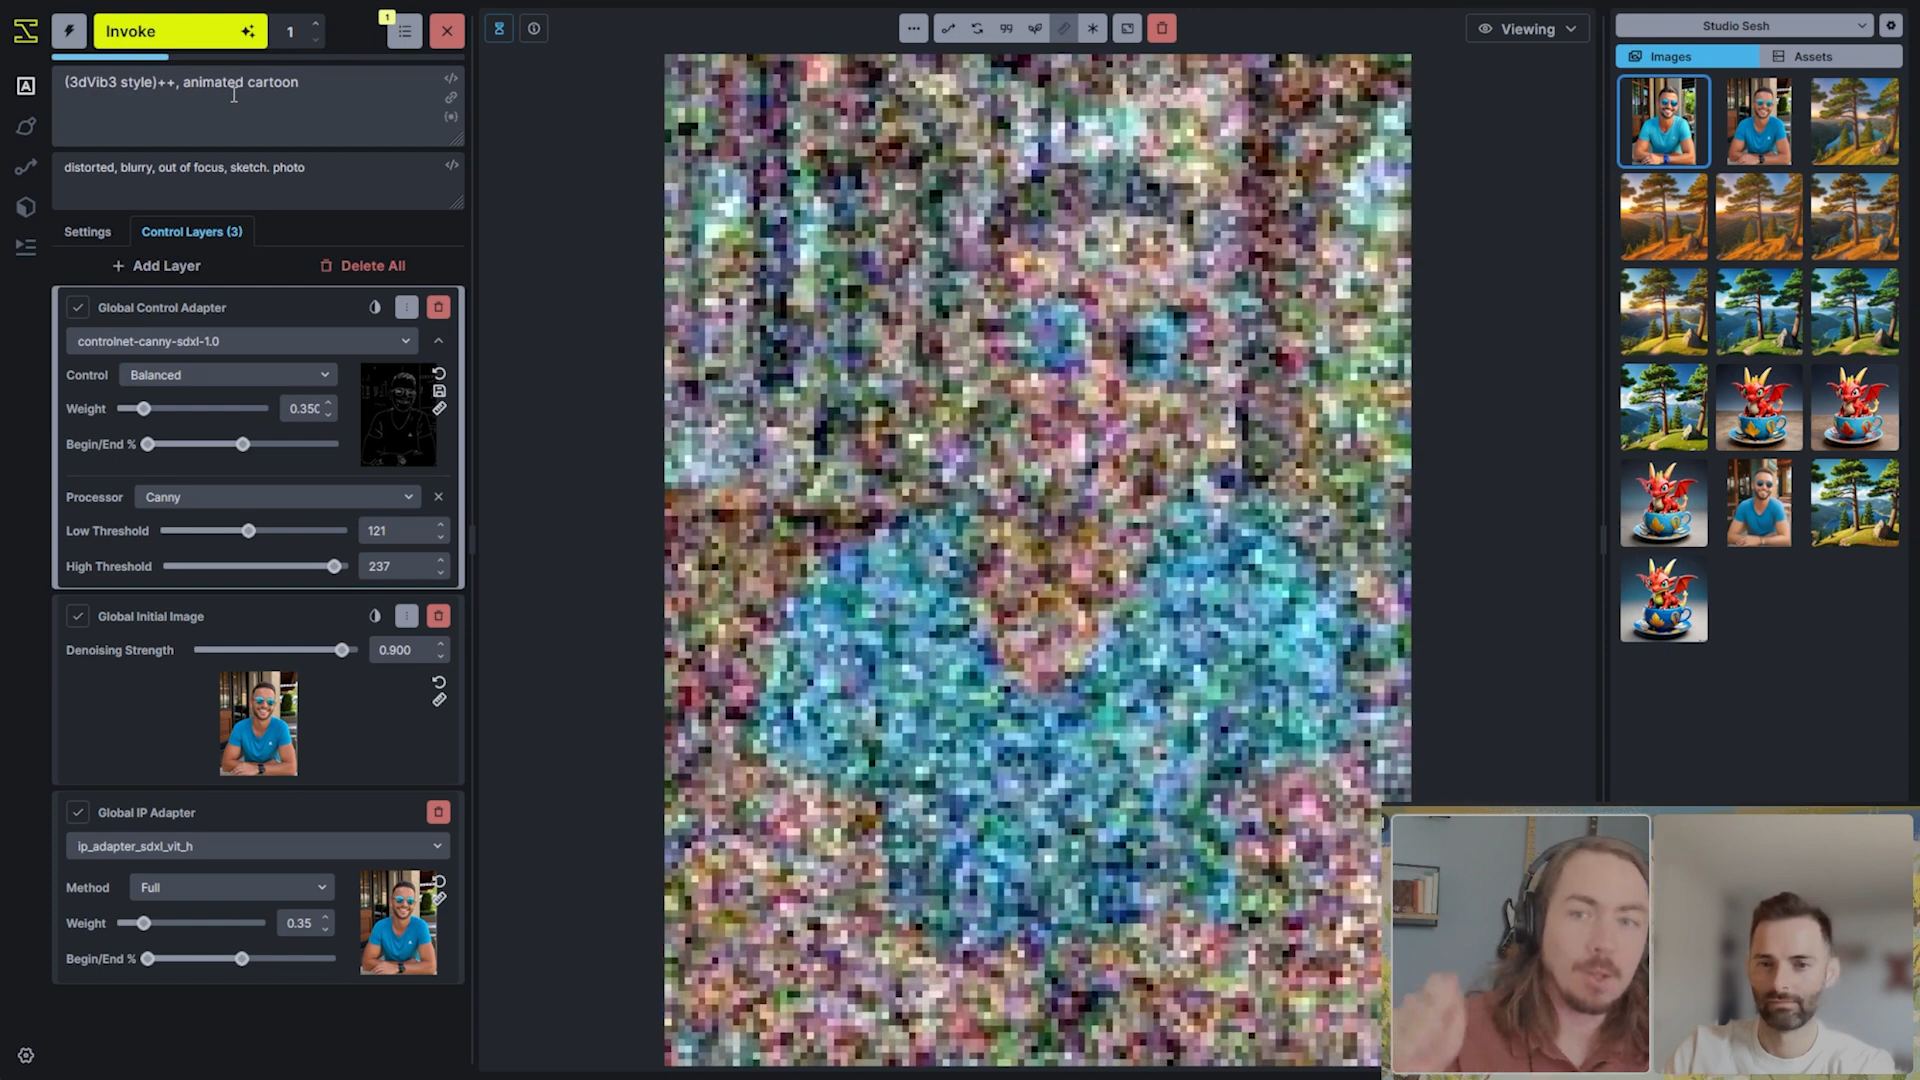 Invoke
1
1
Viewing
Studio Sesh
Images
Assets
(3dVib3 style)++, animated cartoon
distorted, blurry, out of focus, sketch. photo
Settings
Control Layers (3)
+ Add Layer
Delete All
Global Control Adapter
controlnet-canny-sdxl-1.0
Control
Balanced
Weight
0.350
Begin/End %
Processor
Canny
Low Threshold
121
High Threshold
237
Global Initial Image
Denoising Strength
0.900
Global IP Adapter
ip_adapter_sdxl_vit_h
Method
Full
Weight
0.35
Begin/End %